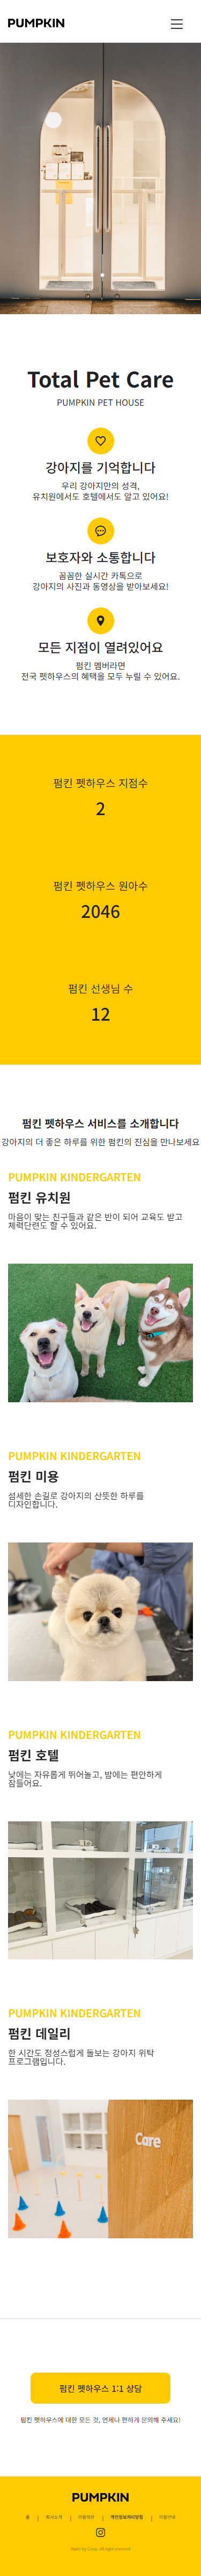 PUMPKIN
Total Pet Care
PUMPKIN PET HOUSE
강아지를 기억합니다
우리 강아지만의 성격,
유치원에서도 호텔에서도 알고 있어요!
보호자와 소통합니다
꼼꼼한 실시간 카톡으로
강아지의 사진과 동영상을 받아보세요!
모든 지점이 열려있어요
펌킨 멤버라면
전국 펫하우스의 혜택을 모두 누릴 수 있어요.
펌킨 펫하우스 지점수
2
펌킨 펫하우스 원아수
2046
펌킨 선생님 수
12
펌킨 펫하우스 서비스를 소개합니다
강아지의 더 좋은 하루를 위한 펌킨의 진심을 만나보세요
PUMPKIN KINDERGARTEN
펌킨 유치원
마음이 맞는 친구들과 같은 반이 되어 교육도 받고
체력단련도 할 수 있어요.
PUMPKIN KINDERGARTEN
펌킨 미용
섬세한 손길로 강아지의 산뜻한 하루를
디자인합니다.
PUMPKIN KINDERGARTEN
펌킨 호텔
낮에는 자유롭게 뛰어놀고, 밤에는 편안하게
잠들어요.
PUMPKIN KINDERGARTEN
펌킨 데일리
한 시간도 정성스럽게 돌보는 강아지 위탁
프로그램입니다.
Care
펌킨 펫하우스 1:1 상담
펌킨 펫하우스에 대한 모든 것, 언제나 편하게 문의해 주세요!
PUMPKIN
홈 | 회사소개 | 이용약관 | 개인정보처리방침 | 이용안내
All right reserved